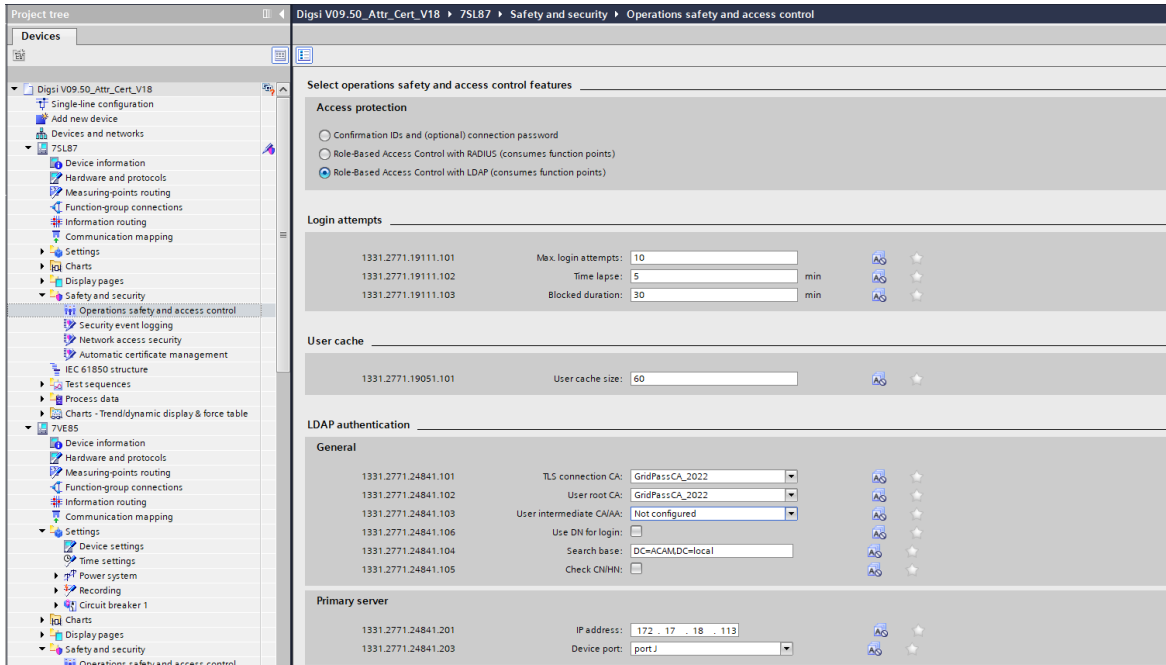 Project tree
Devices
Digsi V09.50_Attr_Cert_V18
Single-line configuration
Add new device
Devices and networks
7SL87
Device information
Hardware and protocols
Measuring-points routing
Function-group connections
Information routing
Communication mapping
Settings
Charts
Display pages
Safety and security
Operations safety and access control
Security event logging
Network access security
Automatic certificate management
IEC 61850 structure
Test sequences
Process data
Charts - Trend/dynamic display & force table
7VE85
Device information
Hardware and protocols
Measuring-points routing
Function-group connections
Information routing
Communication mapping
Settings
Device settings
Time settings
Power system
Recording
Circuit breaker 1
Charts
Display pages
Safety and security
Operations safety and access control
Digsi V09.50_Attr_Cert_V18 ▸ 7SL87 ▸ Safety and security ▸ Operations safety and access control
Select operations safety and access control features
Access protection
Confirmation IDs and (optional) connection password
Role-Based Access Control with RADIUS (consumes function points)
Role-Based Access Control with LDAP (consumes function points)
Login attempts
1331.2771.19111.101 Max. login attempts: 10
1331.2771.19111.102 Time lapse: 5 min
1331.2771.19111.103 Blocked duration: 30 min
User cache
1331.2771.19051.101 User cache size: 60
LDAP authentication
General
1331.2771.24841.101 TLS connection CA: GridPassCA_2022
1331.2771.24841.102 User root CA: GridPassCA_2022
1331.2771.24841.103 User intermediate CA/AA: Not configured
1331.2771.24841.106 Use DN for login:
1331.2771.24841.104 Search base: DC=ACAM,DC=local
1331.2771.24841.105 Check CN/HN:
Primary server
1331.2771.24841.201 IP address: 172 . 17 . 18 . 113
1331.2771.24841.203 Device port: port J